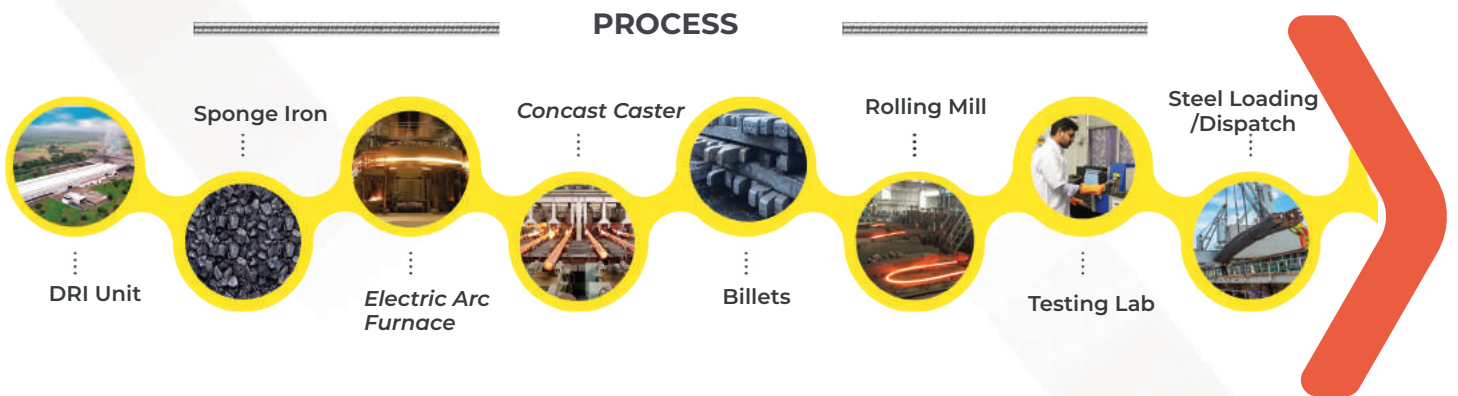 PROCESS
DRI Unit
Sponge Iron
Electric Arc
Furnace
Concast Caster
Billets
Rolling Mill
Testing Lab
Steel Loading
/Dispatch